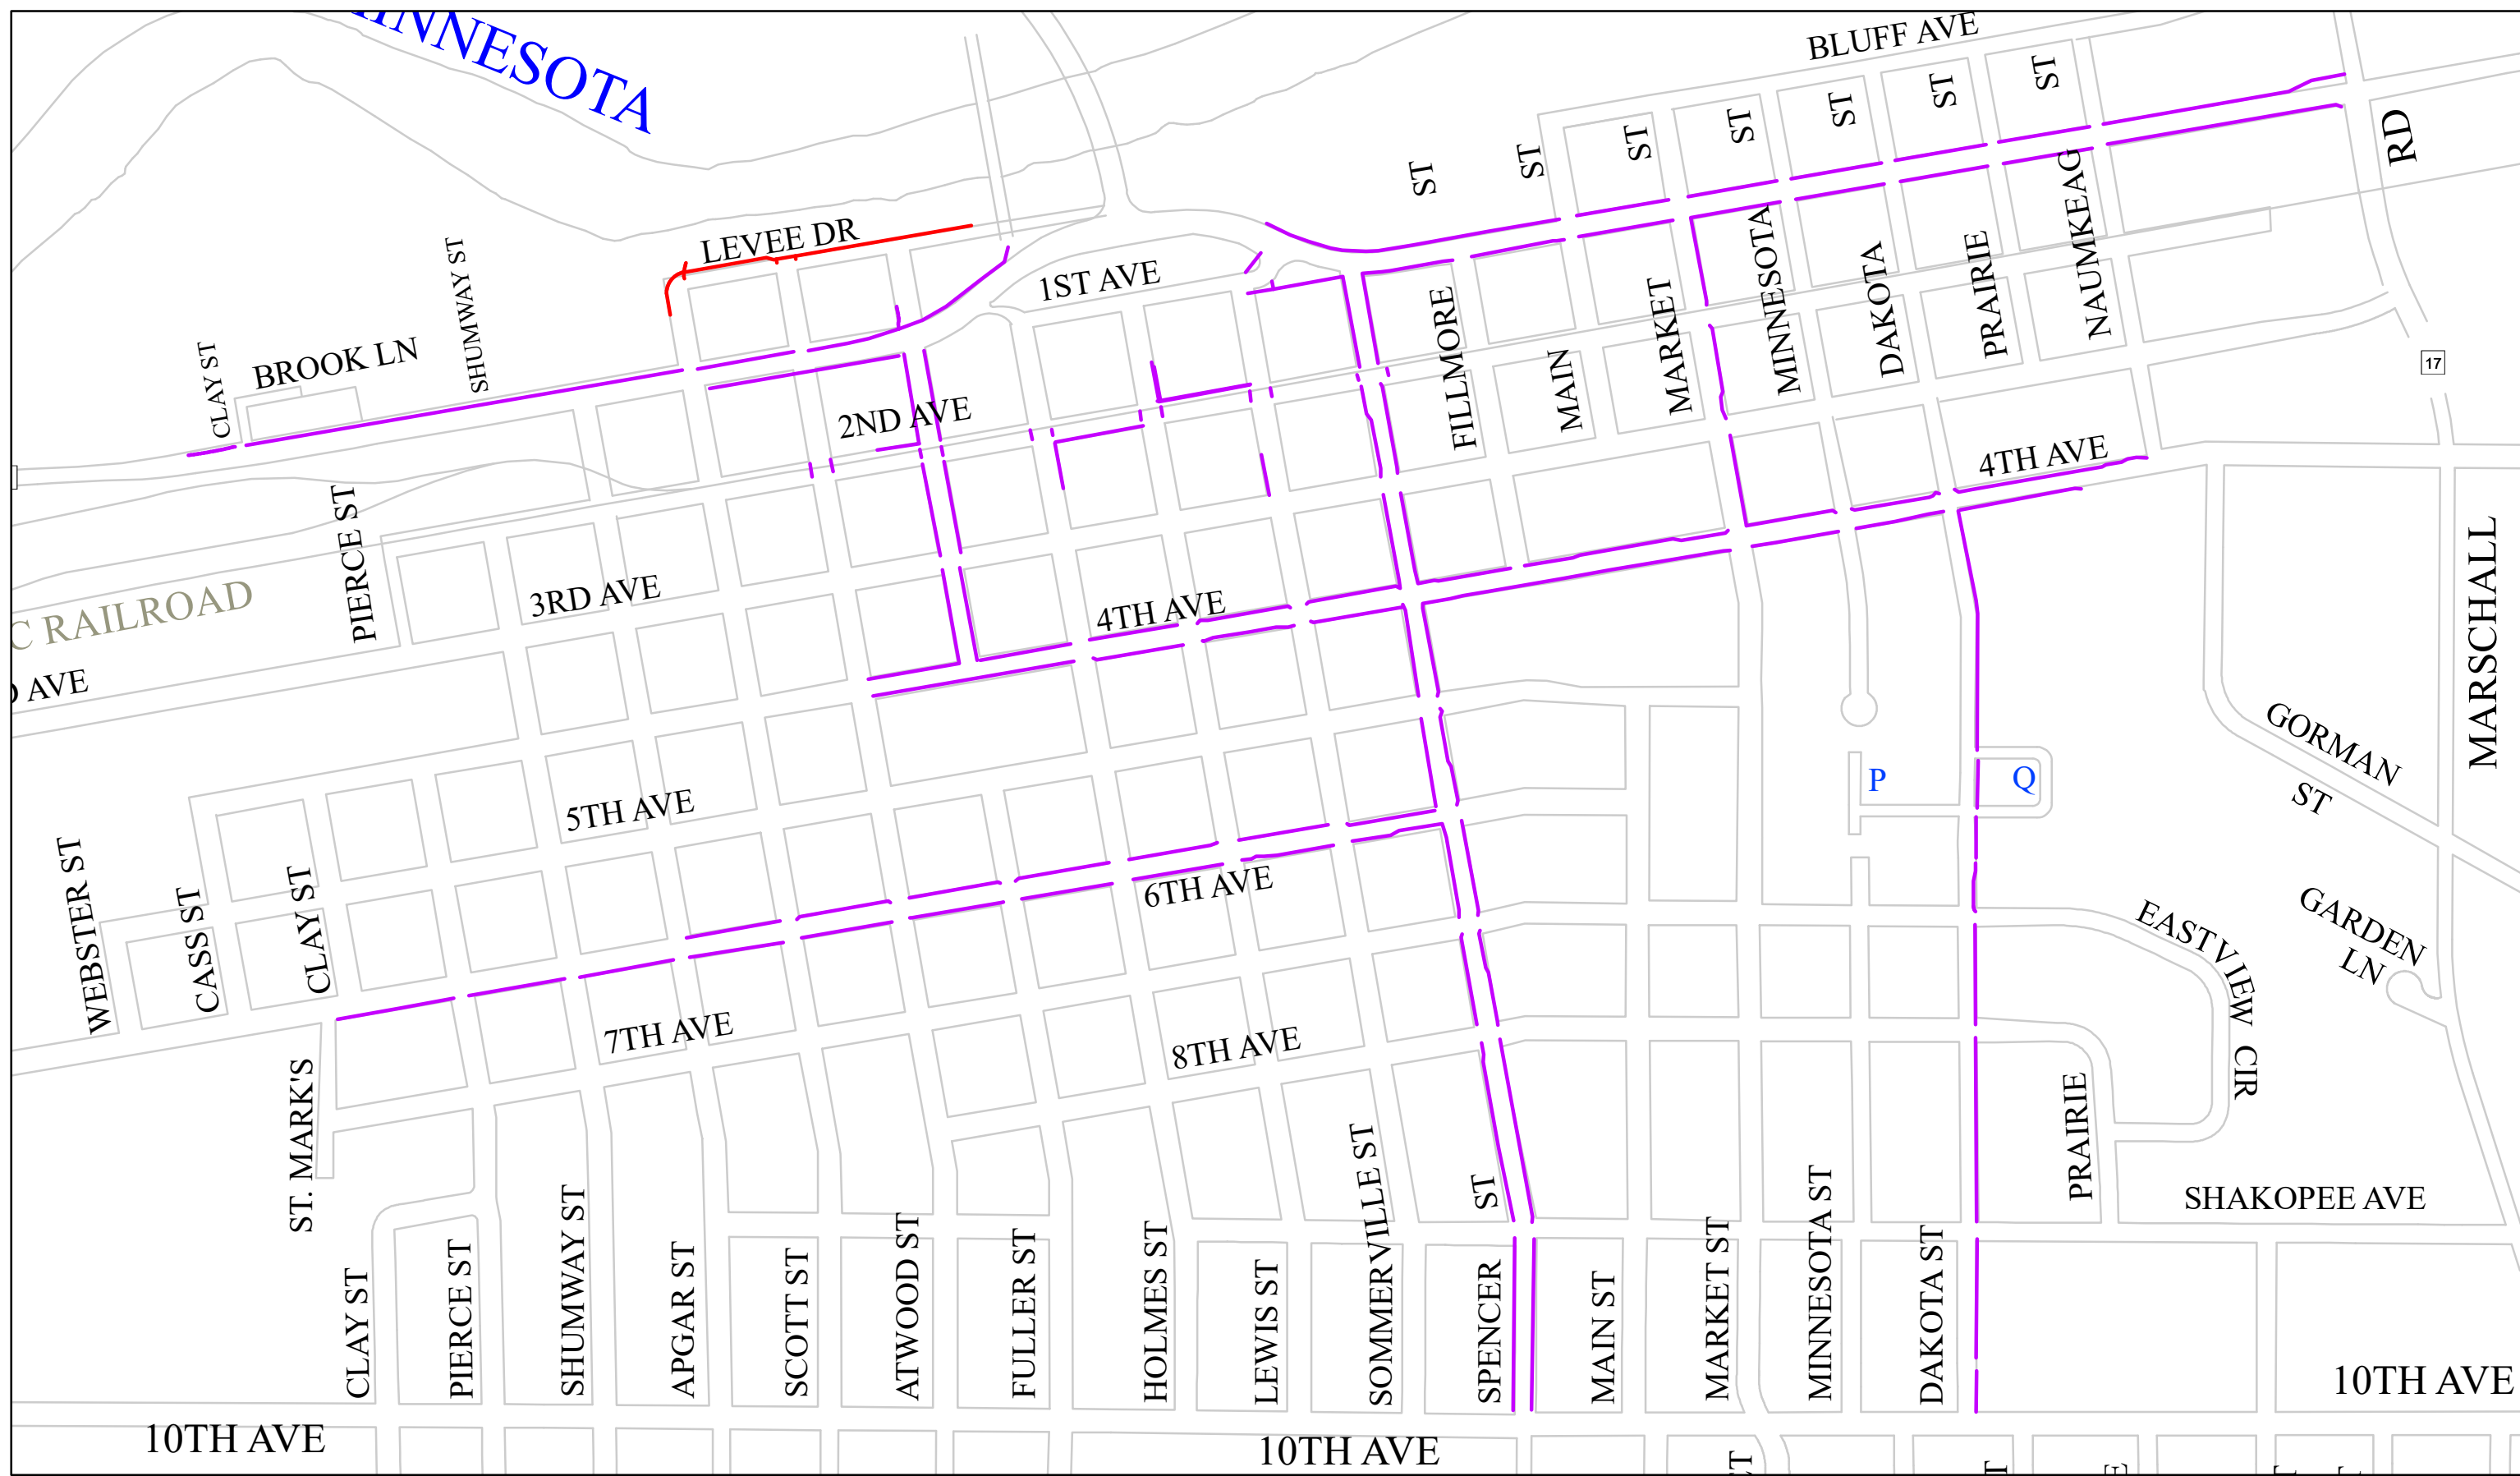 INNESOTA
BLUFF AVE
ST
ST
ST
ST
ST
ST
ST
RD
LEVEE DR
1ST AVE
SHUMWAY ST
CLAY ST
BROOK LN
2ND AVE
FILLMORE
MAIN
MARKET
MINNESOTA
DAKOTA
PRAIRIE
NAUMKEAG
17
4TH AVE
PIERCE ST
3RD AVE
4TH AVE
C RAILROAD
AVE
MARSCHALL
GORMAN
ST
P
Q
5TH AVE
6TH AVE
WEBSTER ST
CASS ST
CLAY ST
7TH AVE
8TH AVE
EASTVIEW CIR
GARDEN
LN
ST. MARK'S
PRAIRIE
SHAKOPEE AVE
CLAY ST
PIERCE ST
SHUMWAY ST
APGAR ST
SCOTT ST
ATWOOD ST
FULLER ST
HOLMES ST
LEWIS ST
SOMMERVILLE ST
SPENCER
ST
MAIN ST
MARKET ST
MINNESOTA ST
DAKOTA ST
10TH AVE
10TH AVE
10TH AVE